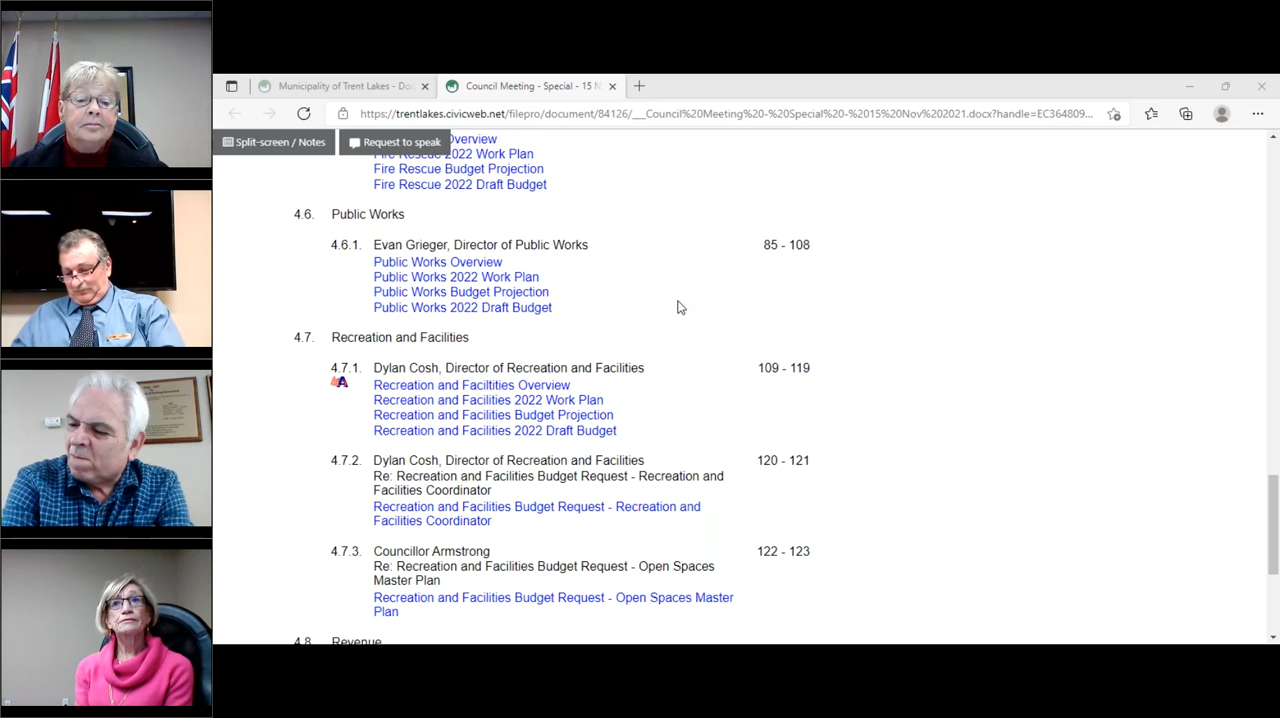 Municipality of Trent Lakes - Doc
Council Meeting - Special - 15 N
https://trentlakes.civicweb.net/filepro/document/84126/__Council%20Meeting%20-%20Special%20-%2015%20Nov%202021.docx?handle=EC364809...
Split-screen / Notes
Request to speak
Overview
Fire Rescue 2022 Work Plan
Fire Rescue Budget Projection
Fire Rescue 2022 Draft Budget
4.6. Public Works
4.6.1. Evan Grieger, Director of Public Works 85 - 108
Public Works Overview
Public Works 2022 Work Plan
Public Works Budget Projection
Public Works 2022 Draft Budget
4.7. Recreation and Facilities
4.7.1. Dylan Cosh, Director of Recreation and Facilities 109 - 119
Recreation and Facilties Overview
Recreation and Facilities 2022 Work Plan
Recreation and Facilities Budget Projection
Recreation and Facilities 2022 Draft Budget
4.7.2. Dylan Cosh, Director of Recreation and Facilities 120 - 121
Re: Recreation and Facilities Budget Request - Recreation and
Facilities Coordinator
Recreation and Facilities Budget Request - Recreation and
Facilities Coordinator
4.7.3. Councillor Armstrong 122 - 123
Re: Recreation and Facilities Budget Request - Open Spaces
Master Plan
Recreation and Facilities Budget Request - Open Spaces Master
Plan
4.8 Revenue